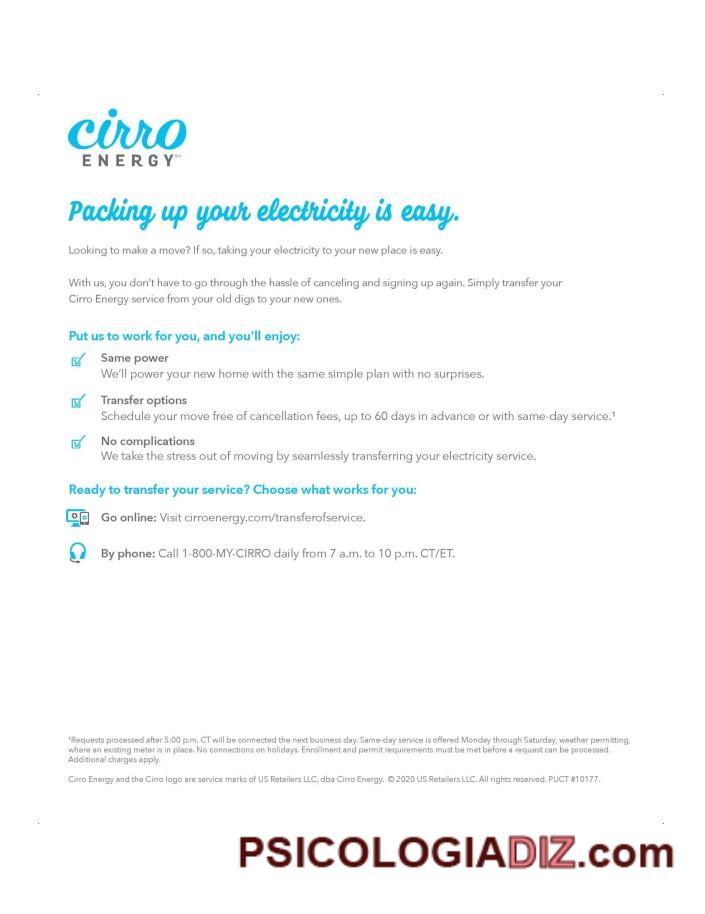 cirro
ENERGY℠
Packing up your electricity is easy.
Looking to make a move? If so, taking your electricity to your new place is easy.
With us, you don't have to go through the hassle of canceling and signing up again. Simply transfer your
Cirro Energy service from your old digs to your new ones.
Put us to work for you, and you'll enjoy:
Same power
We'll power your new home with the same simple plan with no surprises.
Transfer options
Schedule your move free of cancellation fees, up to 60 days in advance or with same-day service.¹
No complications
We take the stress out of moving by seamlessly transferring your electricity service.
Ready to transfer your service? Choose what works for you:
Go online: Visit cirroenergy.com/transferofservice.
By phone: Call 1-800-MY-CIRRO daily from 7 a.m. to 10 p.m. CT/ET.
¹Requests processed after 5:00 p.m. CT will be connected the next business day. Same-day service is offered Monday through Saturday, weather permitting,
where an existing meter is in place. No connections on holidays. Enrollment and permit requirements must be met before a request can be processed.
Additional charges apply.
Cirro Energy and the Cirro logo are service marks of US Retailers LLC, dba Cirro Energy. © 2020 US Retailers LLC. All rights reserved. PUCT #10177.
PSICOLOGIADIZ.com